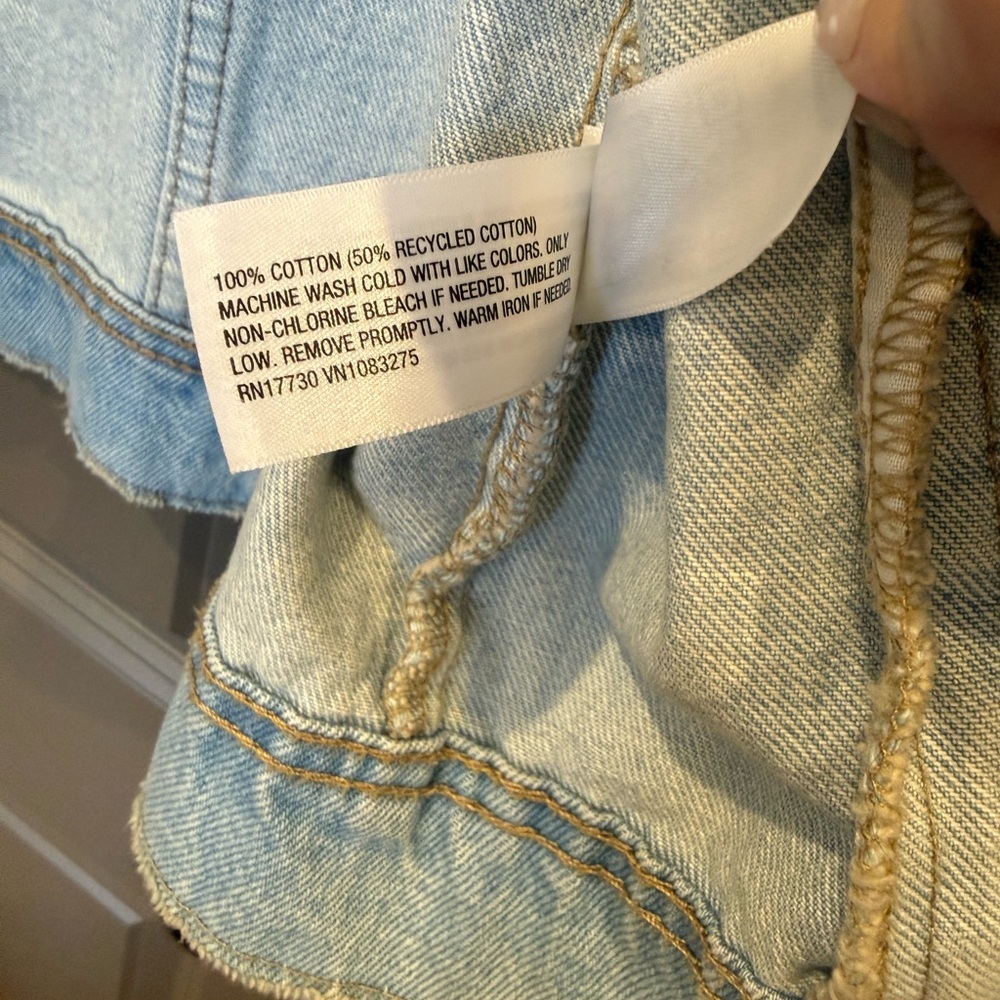 100% COTTON (50% RECYCLED COTTON)
MACHINE WASH COLD WITH LIKE COLORS. ONLY
NON-CHLORINE BLEACH IF NEEDED. TUMBLE DRY
LOW. REMOVE PROMPTLY. WARM IRON IF NEEDED.
RN17730 VN1083275